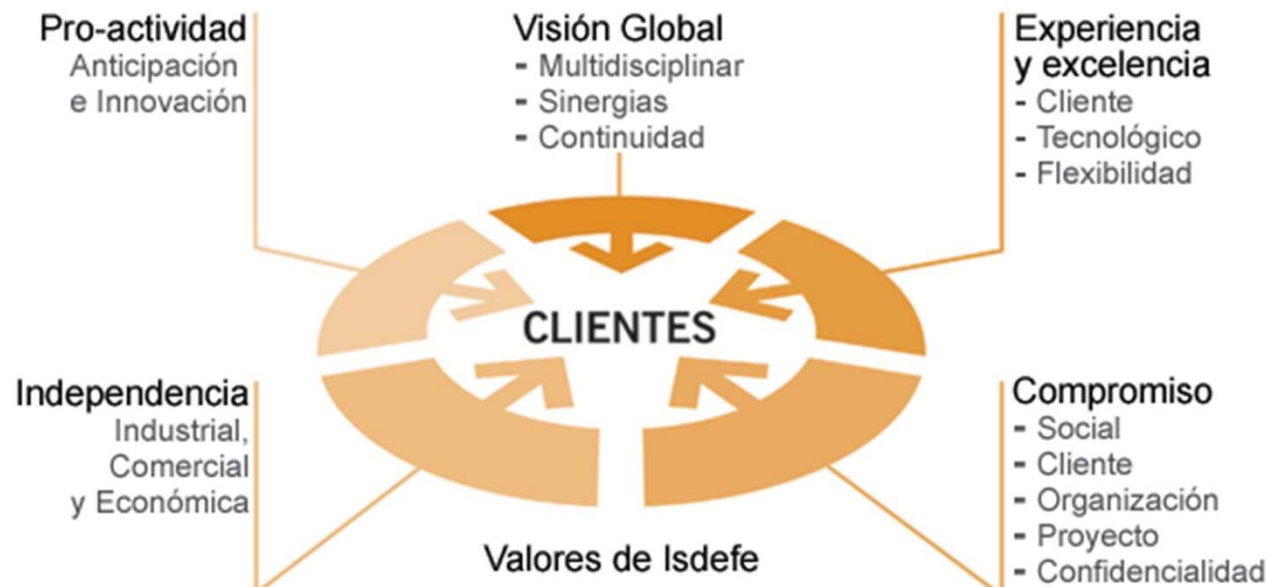 Pro-actividad
Anticipación
e Innovación
Visión Global
- Multidisciplinar
- Sinergias
- Continuidad
Experiencia
y excelencia
- Cliente
- Tecnológico
- Flexibilidad
CLIENTES
Independencia
Industrial,
Comercial
y Económica
Compromiso
- Social
- Cliente
- Organización
- Proyecto
- Confidencialidad
Valores de Isdefe